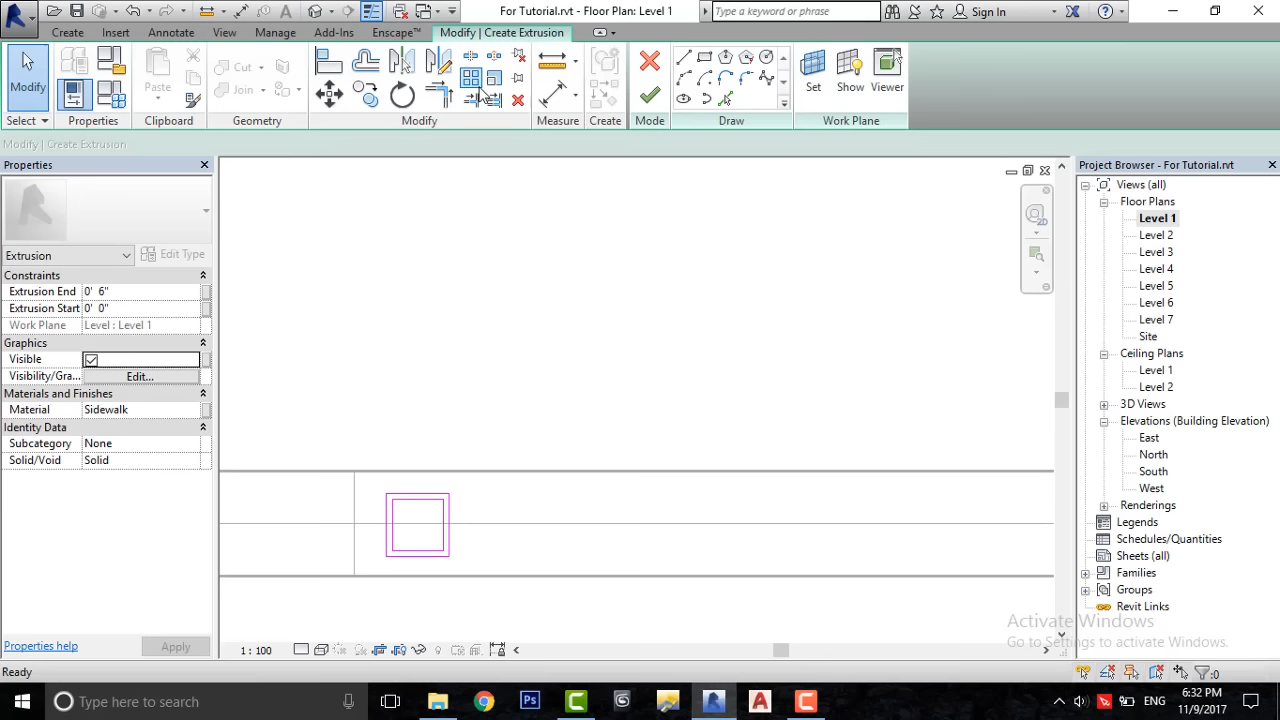 For Tutorial.rvt - Floor Plan: Level 1
Type a keyword or phrase
Sign In
Create
Insert
Annotate
View
Manage
Add-Ins
Enscape™
Modify | Create Extrusion
Modify
Paste
Cut
Join
Set
Show
Viewer
2D
Select
Properties
Clipboard
Geometry
Modify
Measure
Create
Mode
Draw
Work Plane
Modify | Create Extrusion
Properties
Extrusion
Edit Type
Constraints
Extrusion End 0' 6"
Extrusion Start 0' 0"
Work Plane Level : Level 1
Graphics
Visible
Visibility/Gra... Edit...
Materials and Finishes
Material Sidewalk
Identity Data
Subcategory None
Solid/Void Solid
Properties help
Apply
Project Browser - For Tutorial.rvt
Views (all)
Floor Plans
Level 1
Level 2
Level 3
Level 4
Level 5
Level 6
Level 7
Site
Ceiling Plans
Level 1
Level 2
3D Views
Elevations (Building Elevation)
East
North
South
West
Renderings
Legends
Schedules/Quantities
Sheets (all)
Families
Groups
Revit Links
Activate Windows
Go to Settings to activate Windows.
1 : 100
Ready
:0
Type here to search
Ps
ENG
6:32 PM
11/9/2017